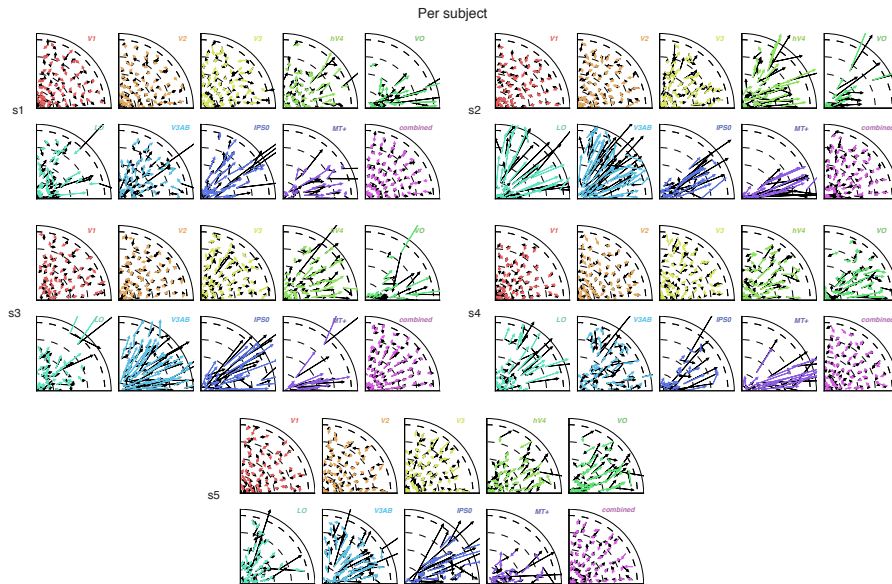 Per subject
V1 V2 V3 hV4 VO
s1
LO V3AB IPS0 MT+ combined
V1 V2 V3 hV4 VO
s2
LO V3AB IPS0 MT+ combined
V1 V2 V3 hV4 VO
s3
LO V3AB IPS0 MT+ combined
V1 V2 V3 hV4 VO
s4
LO V3AB IPS0 MT+ combined
V1 V2 V3 hV4 VO
s5
LO V3AB IPS0 MT+ combined